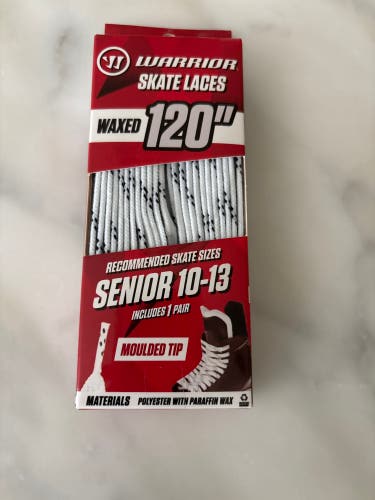 WARRIOR
SKATE LACES
WAXED 120"
RECOMMENDED SKATE SIZES
SENIOR 10-13
INCLUDES 1 PAIR
MOULDED TIP
MATERIALS POLYESTER WITH PARAFFIN WAX